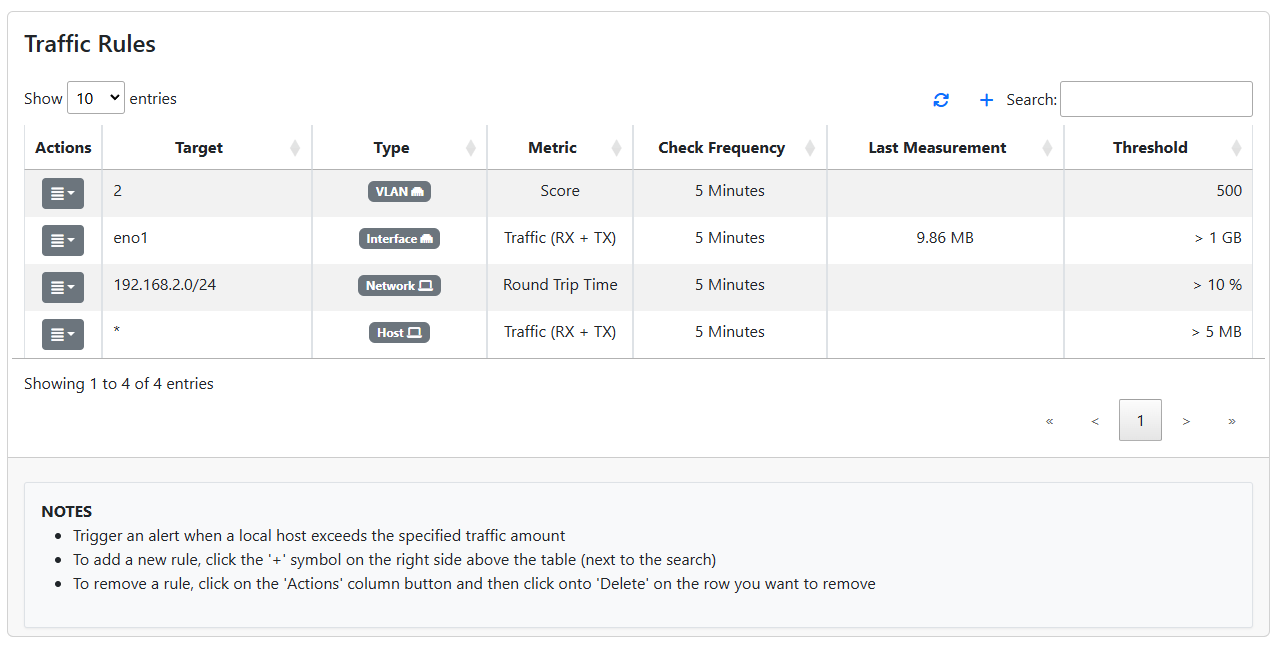 Traffic Rules
Show 10 entries Search:
Actions Target Type Metric Check Frequency Last Measurement Threshold
2 VLAN Score 5 Minutes 500
eno1 Interface Traffic (RX + TX) 5 Minutes 9.86 MB > 1 GB
192.168.2.0/24 Network Round Trip Time 5 Minutes > 10 %
* Host Traffic (RX + TX) 5 Minutes > 5 MB
Showing 1 to 4 of 4 entries
« < 1 > »
NOTES
• Trigger an alert when a local host exceeds the specified traffic amount
• To add a new rule, click the '+' symbol on the right side above the table (next to the search)
• To remove a rule, click on the 'Actions' column button and then click onto 'Delete' on the row you want to remove